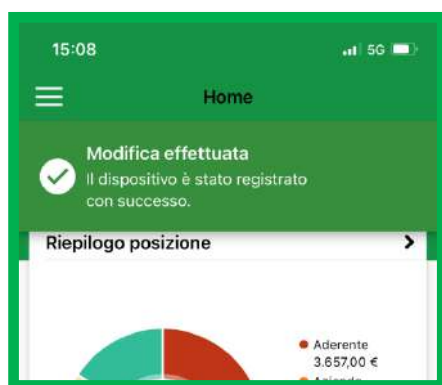 15:08
5G
Home
Modifica effettuata
Il dispositivo è stato registrato
con successo.
Riepilogo posizione
Aderente
3.657,00 €